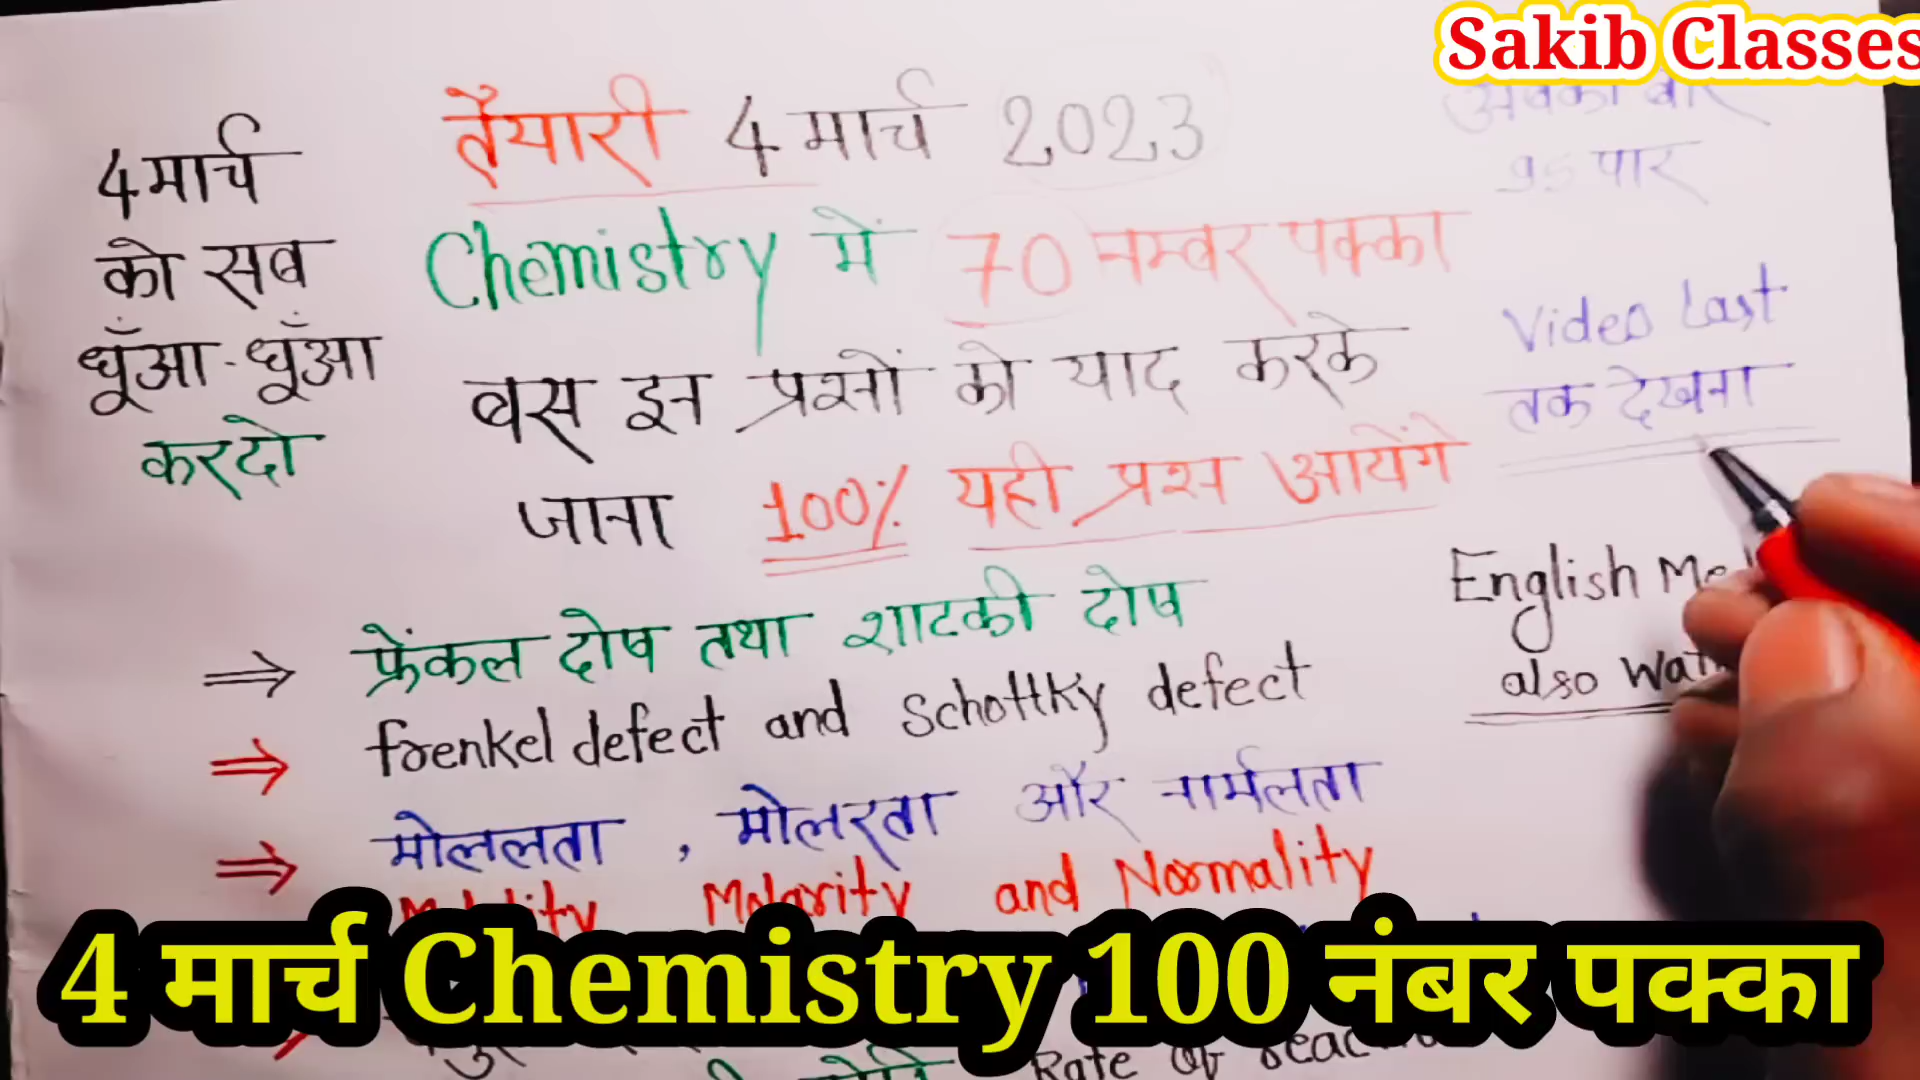 Sakib Classes
तैयारी 4 मार्च 2023
95 पार
4 मार्च
को सब
धूँआ-धूँआ
करदो
Chemistry में 70 नम्बर पक्का
बस इन प्रश्नों को याद करके
जाना 100% यही प्रश्न आयेंगे
Video Last
तक देखना
English
also
⇒ फ्रेंकल दोष तथा शाटकी दोष
⇒ frenkel defect and Schottky defect
⇒ मोललता , मोलरता और नार्मलता
Molality Molarity and Normality
4 मार्च Chemistry 100 नंबर पक्का
Rate of